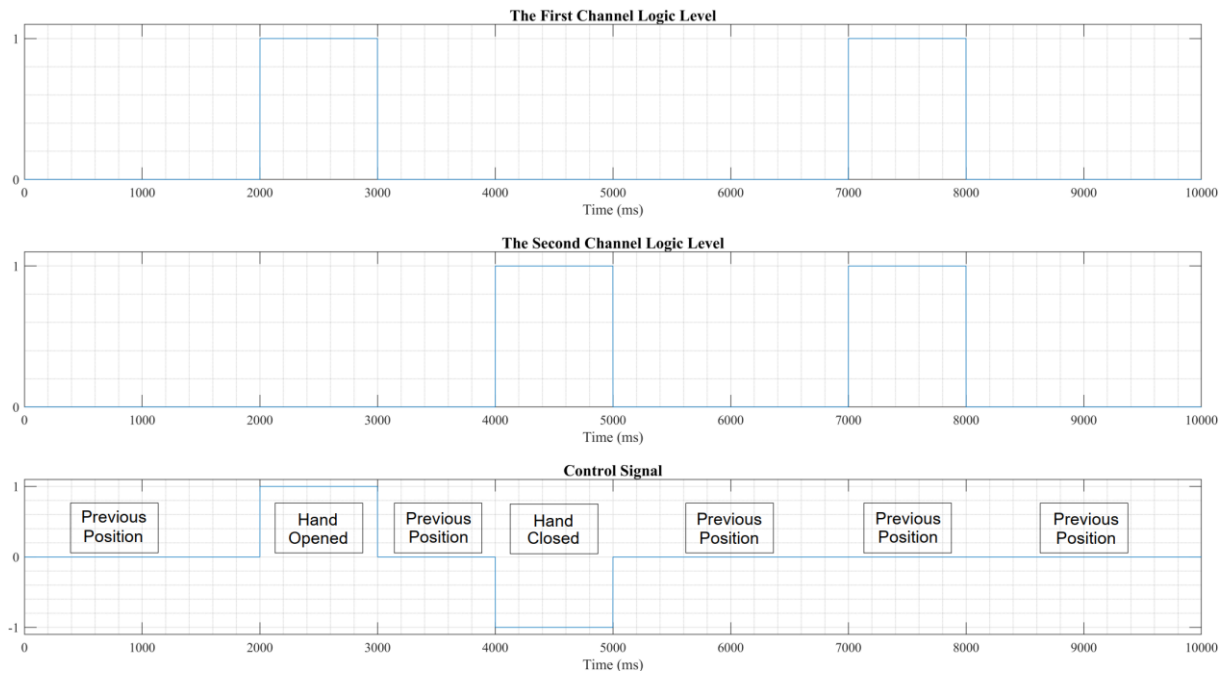 The First Channel Logic Level
1
0
0 1000 2000 3000 4000 5000 6000 7000 8000 9000 10000
Time (ms)
The Second Channel Logic Level
1
0
0 1000 2000 3000 4000 5000 6000 7000 8000 9000 10000
Time (ms)
Control Signal
1
Previous
Position
Hand
Opened
Previous
Position
Hand
Closed
Previous
Position
Previous
Position
Previous
Position
0
-1
0 1000 2000 3000 4000 5000 6000 7000 8000 9000 10000
Time (ms)